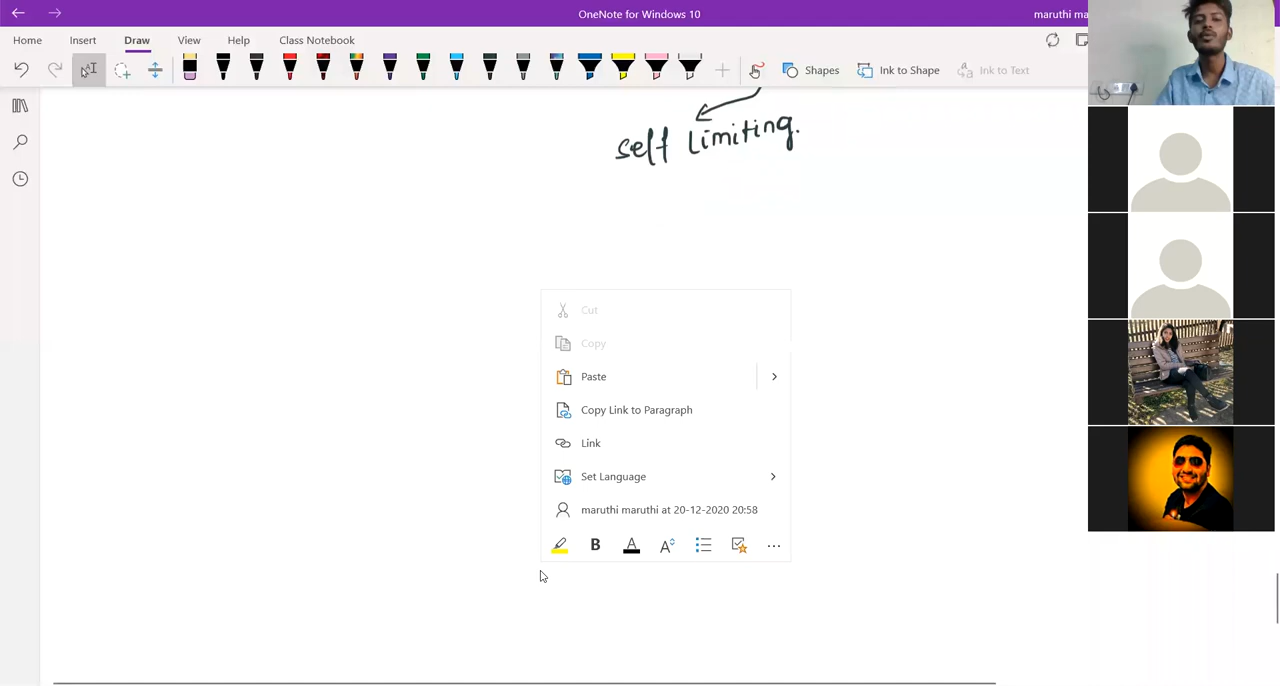 OneNote for Windows 10
maruthi ma
Home Insert Draw View Help Class Notebook
Shapes Ink to Shape Ink to Text
self Limiting.
Cut
Copy
Paste
Copy Link to Paragraph
Link
Set Language
maruthi maruthi at 20-12-2020 20:58
B A A